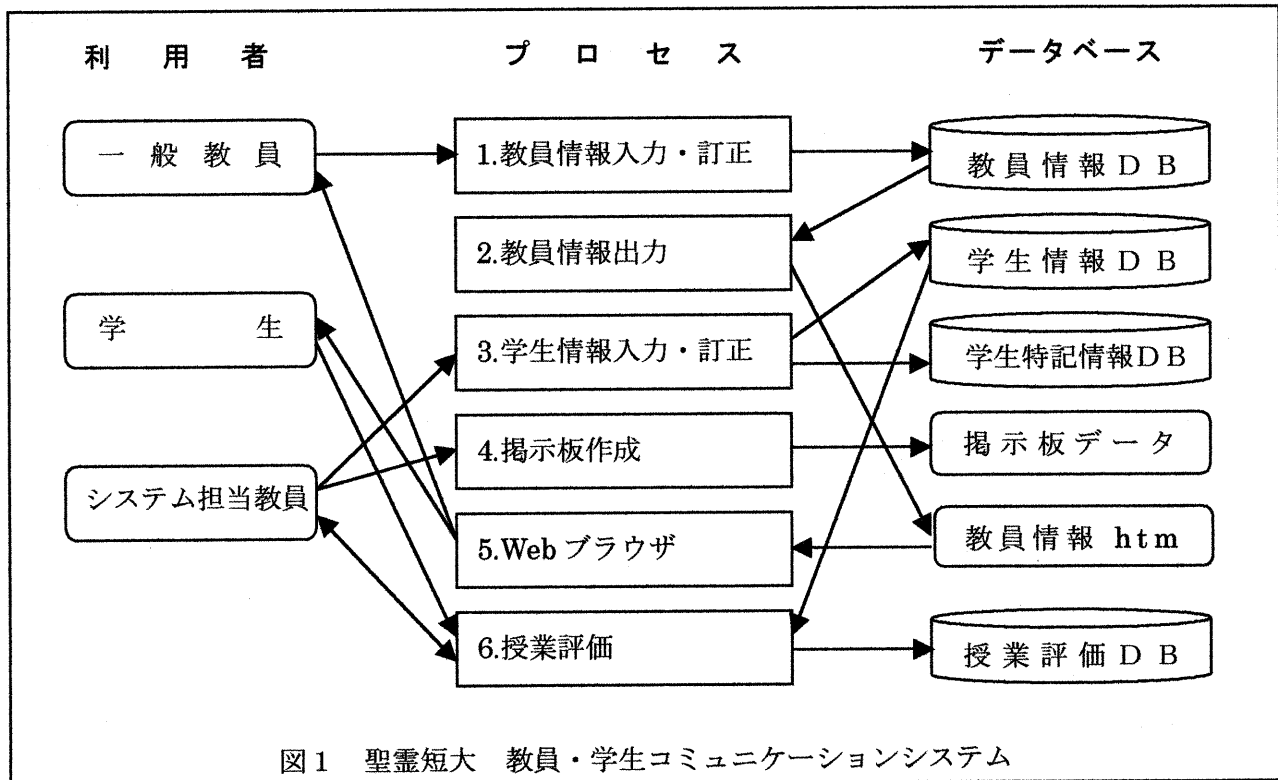 利用者 プロセス データベース
一般教員 1.教員情報入力・訂正 教員情報DB
2.教員情報出力 学生情報DB
学生 3.学生情報入力・訂正 学生特記情報DB
4.掲示板作成 掲示板データ
システム担当教員 5.Webブラウザ 教員情報 htm
6.授業評価 授業評価DB
図1 聖霊短大 教員・学生コミュニケーションシステム